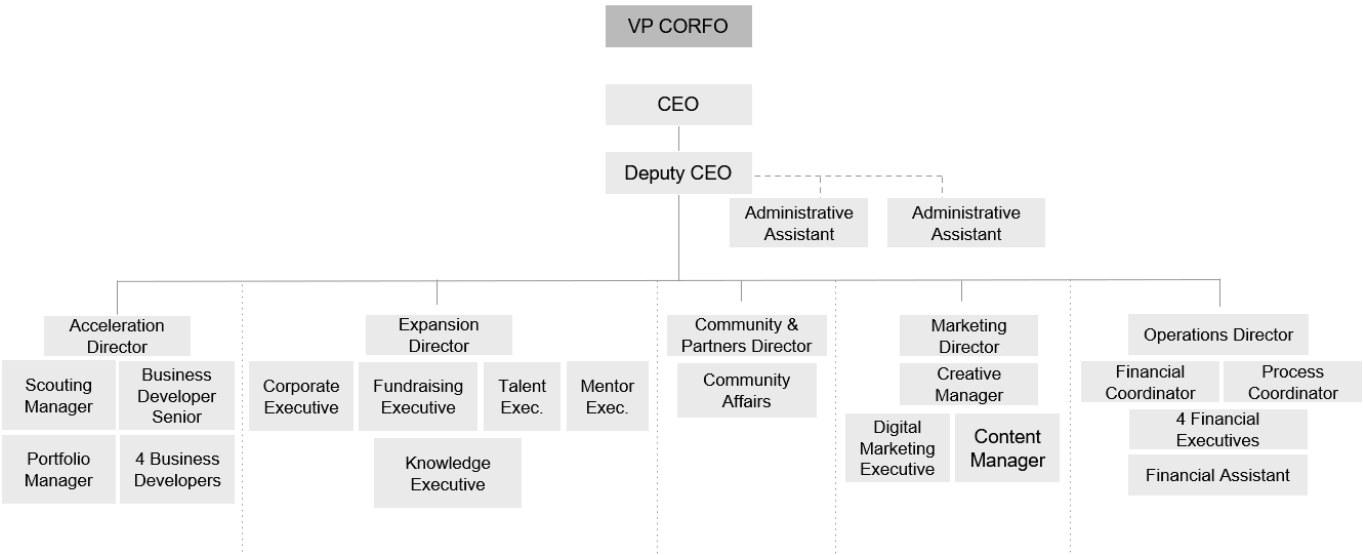 VP CORFO
CEO
Deputy CEO
Administrative
Assistant
Administrative
Assistant
Acceleration
Director
Scouting
Manager
Business
Developer
Senior
Portfolio
Manager
4 Business
Developers
Expansion
Director
Corporate
Executive
Fundraising
Executive
Talent
Exec.
Mentor
Exec.
Knowledge
Executive
Community &
Partners Director
Community
Affairs
Marketing
Director
Creative
Manager
Digital
Marketing
Executive
Content
Manager
Operations Director
Financial
Coordinator
Process
Coordinator
4 Financial
Executives
Financial Assistant